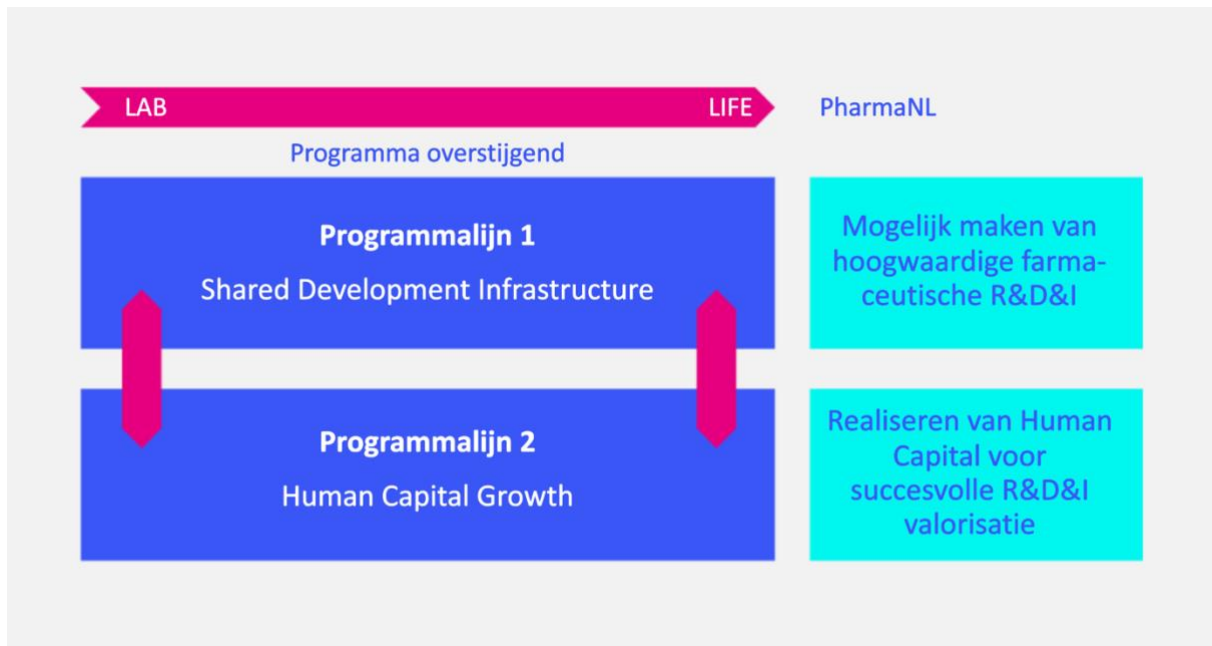 LAB
LIFE
PharmaNL
Programma overstijgend
Programmalijn 1
Shared Development Infrastructure
Mogelijk maken van
hoogwaardige farma-
ceutische R&D&I
Programmalijn 2
Human Capital Growth
Realiseren van Human
Capital voor
succesvolle R&D&I
valorisatie